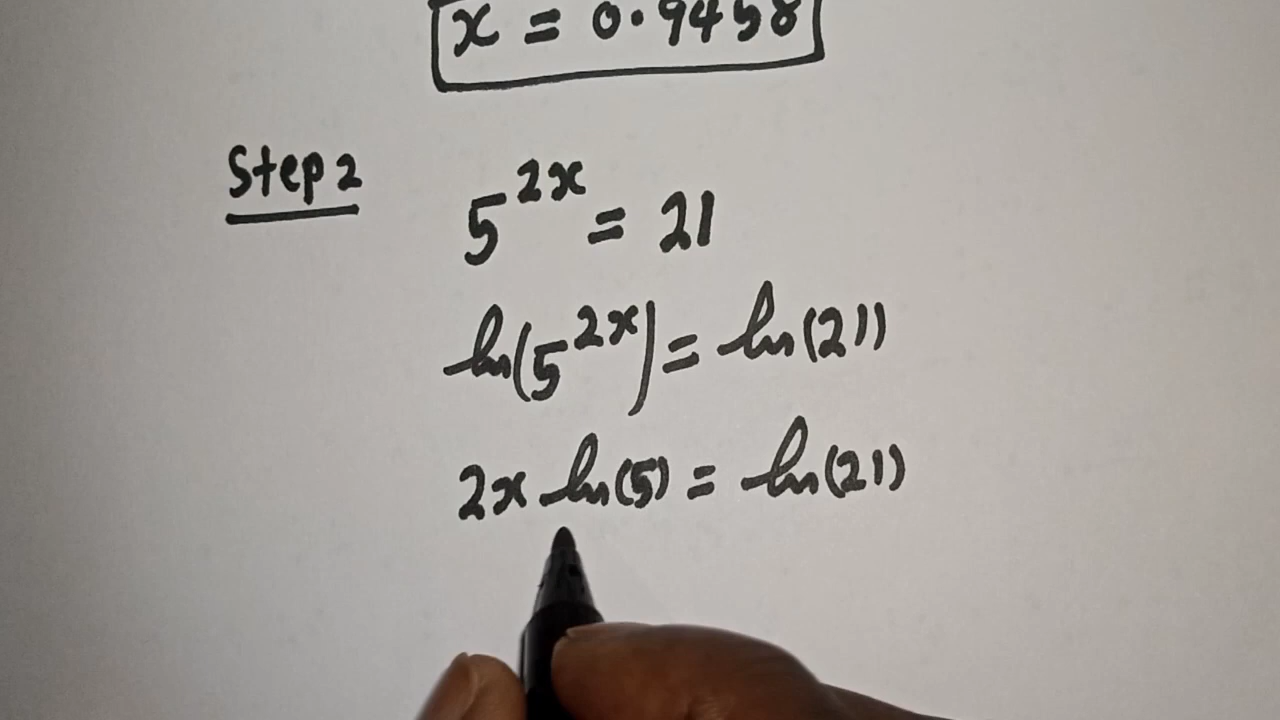 x = 0.9458
Step 2
5^{2x} = 21
ln(5^{2x}) = ln(21)
2x ln(5) = ln(21)